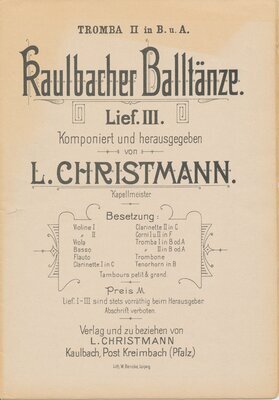 TROMBA II in B. u. A.
Kaulbacher Balltänze.
Lief. III.
Komponiert und herausgegeben
von
L. CHRISTMANN.
Kapellmeister
Besetzung:
Violine I
" II
Viola
Basso
Flauto
Clarinette I in C
Clarinette II in C
Corni I u II in F
Tromba I in B od. A
" II in B od. A
Trombone
Tenorhorn in B
Tambours petit & grand
Preis M.
Lief. I-III sind stets vorräthig beim Herausgeber
Abschrift verboten.
Verlag und zu beziehen von
L. CHRISTMANN
Kaulbach, Post Kreimbach (Pfalz)
Lith. W. Benicke, Leipzig.